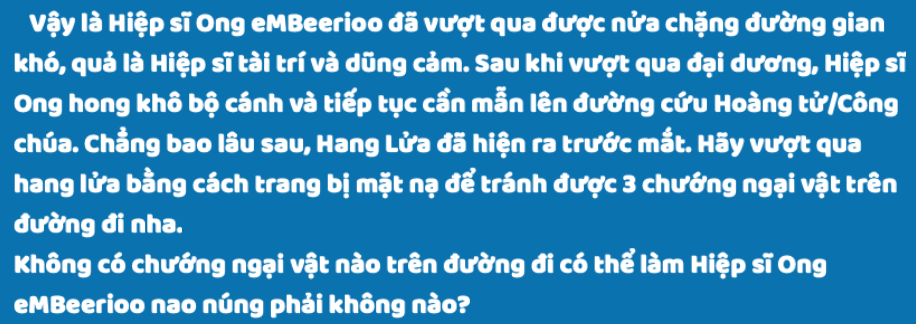 Vậy là Hiệp sĩ Ong eMBeerioo đã vượt qua được nửa chặng đường gian
khó, quả là Hiệp sĩ tài trí và dũng cảm. Sau khi vượt qua đại dương, Hiệp sĩ
Ong hong khô bộ cánh và tiếp tục cần mẫn lên đường cứu Hoàng tử/Công
chúa. Chẳng bao lâu sau, Hang Lửa đã hiện ra trước mắt. Hãy vượt qua
hang lửa bằng cách trang bị mặt nạ để tránh được 3 chướng ngại vật trên
đường đi nha.
Không có chướng ngại vật nào trên đường đi có thể làm Hiệp sĩ Ong
eMBeerioo nao núng phải không nào?